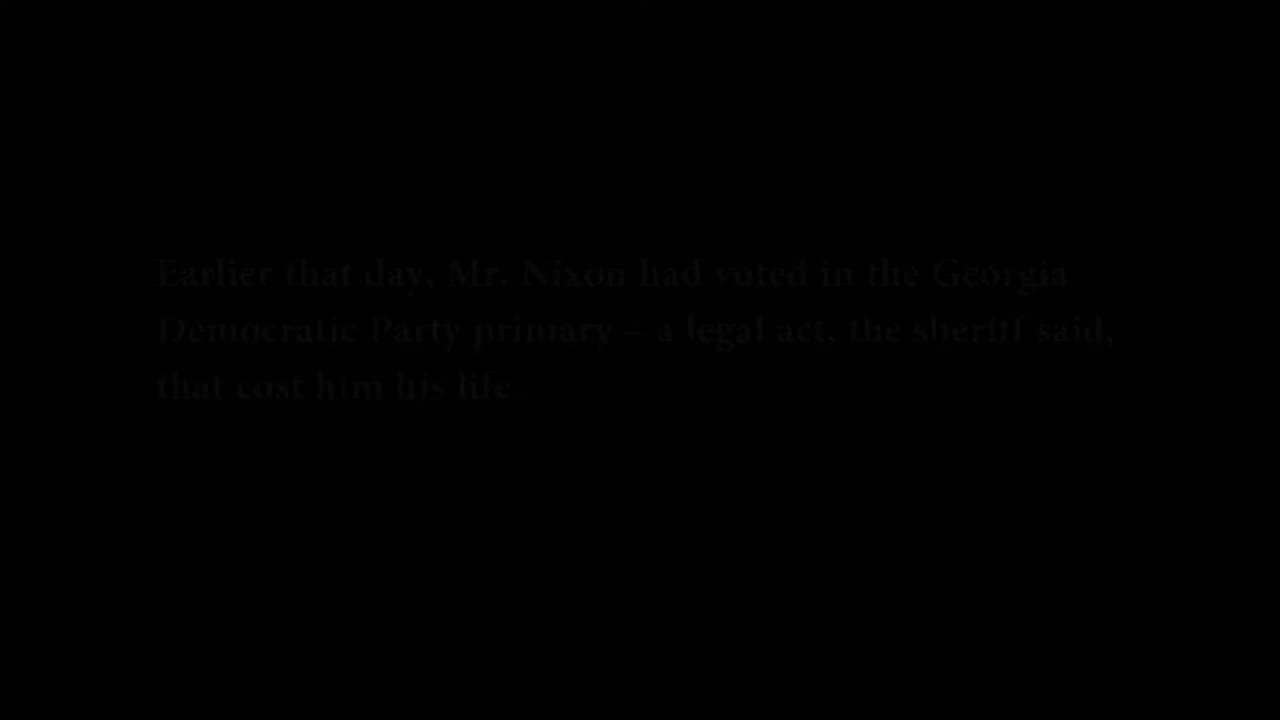 Earlier that day, Mr. Nixon had voted in the Georgia
Democratic Party primary – a legal act, the sheriff said,
that cost him his life.